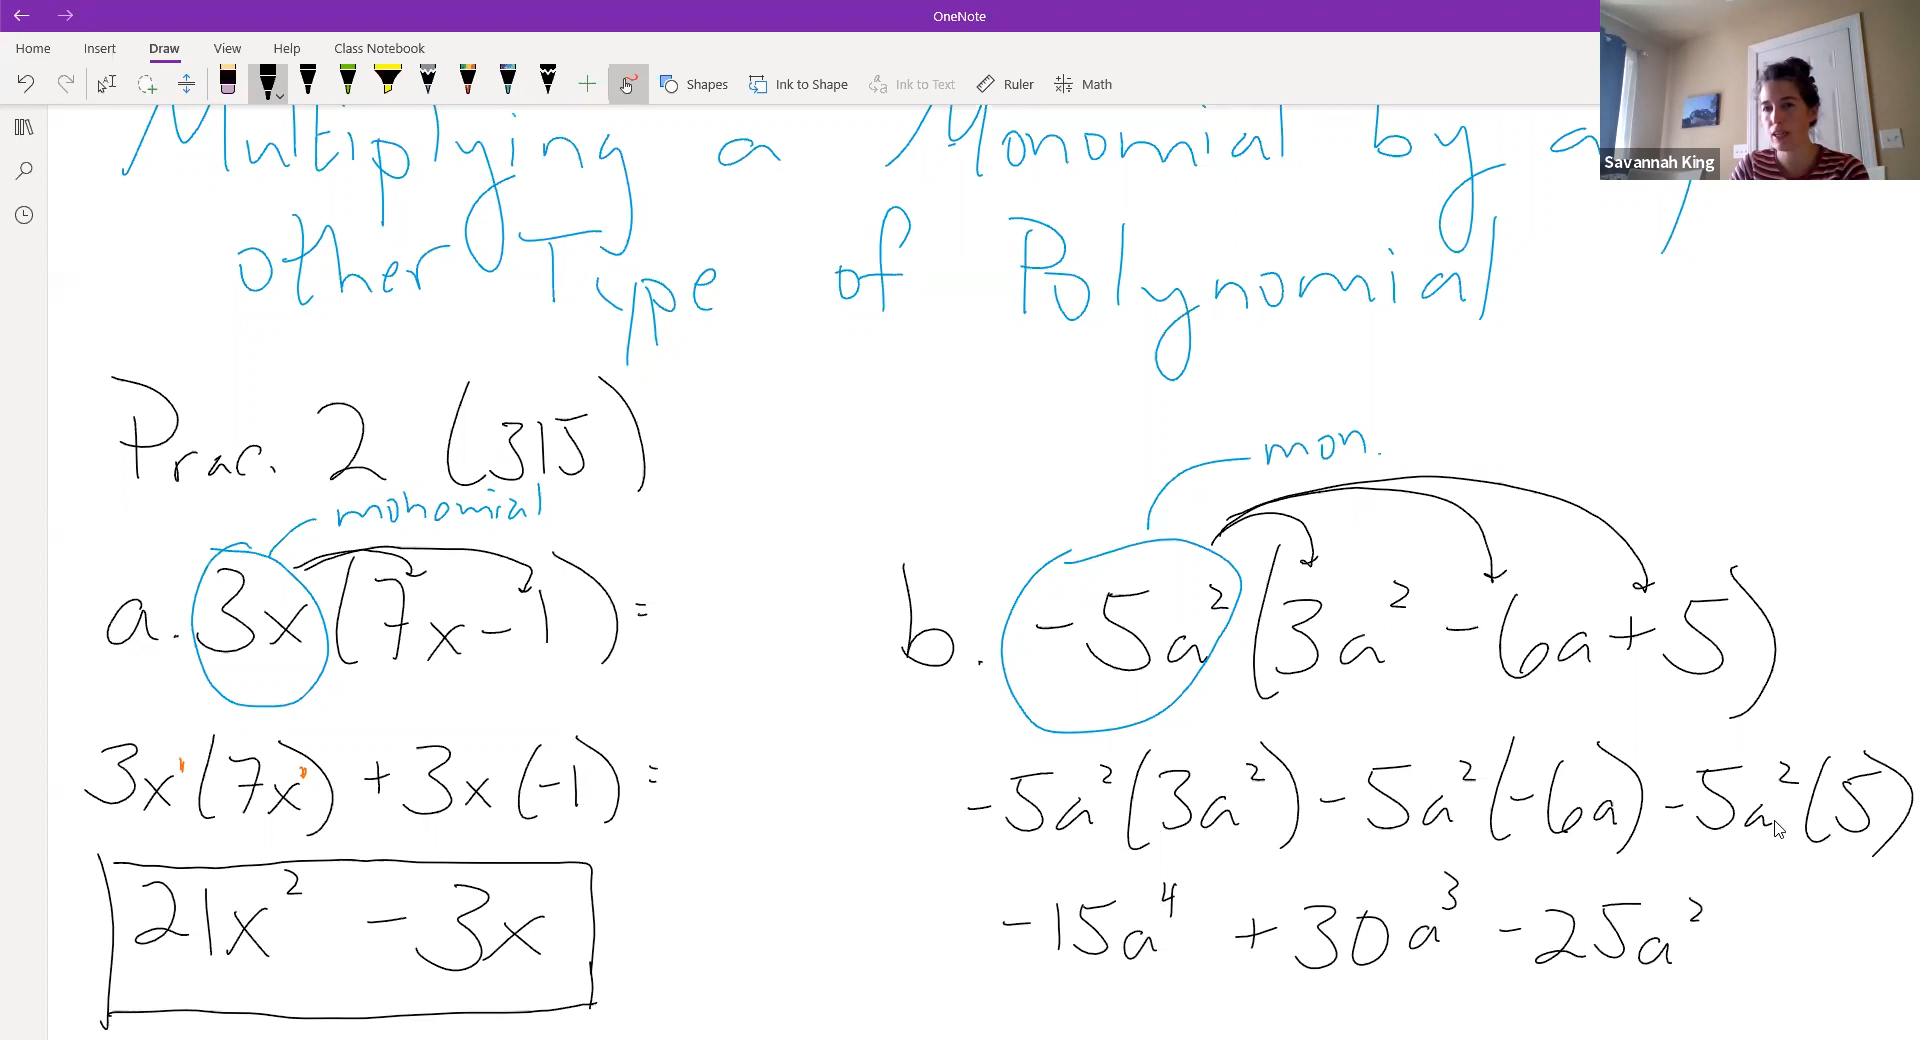 OneNote
Home Insert Draw View Help Class Notebook
Shapes Ink to Shape Ink to Text Ruler Math
Savannah King
Multiplying a Monomial by a
other Type of Polynomial
Prac. 2 (315)
monomial
mon.
a. 3x(7x-1) =
3x¹(7x¹) + 3x(-1) =
21x² - 3x
b. -5a²(3a² - 6a + 5)
-5a²(3a²) - 5a²(-6a) - 5a²(5)
-15a⁴ + 30a³ - 25a²